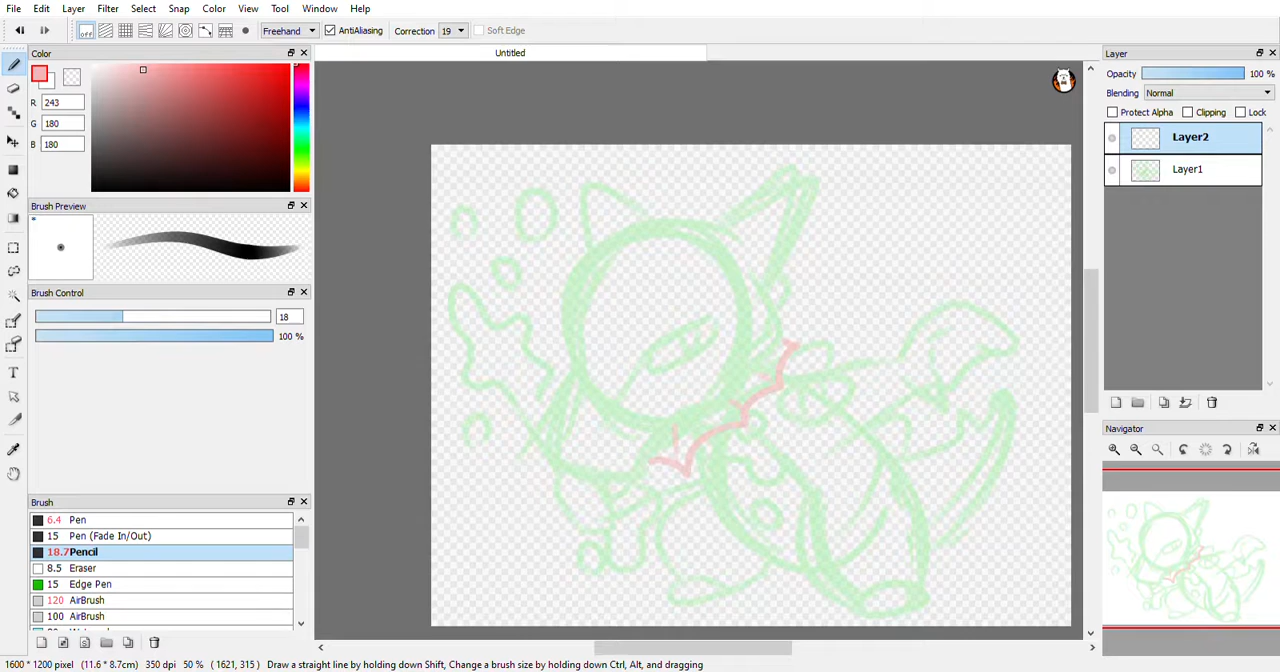 File Edit Layer Filter Select Snap Color View Tool Window Help
off Freehand AntiAliasing Correction 19 Soft Edge
Color
Untitled
Layer
R 243
G 180
B 180
Opacity 100 %
Blending Normal
Protect Alpha Clipping Lock
Layer2
Layer1
Brush Preview
*
Brush Control
18
100 %
Navigator
Brush
6.4 Pen
15 Pen (Fade In/Out)
18.7 Pencil
8.5 Eraser
15 Edge Pen
120 AirBrush
100 AirBrush
1600 * 1200 pixel (11.6 * 8.7cm) 350 dpi 50 % ( 1621, 315 ) Draw a straight line by holding down Shift, Change a brush size by holding down Ctrl, Alt, and dragging